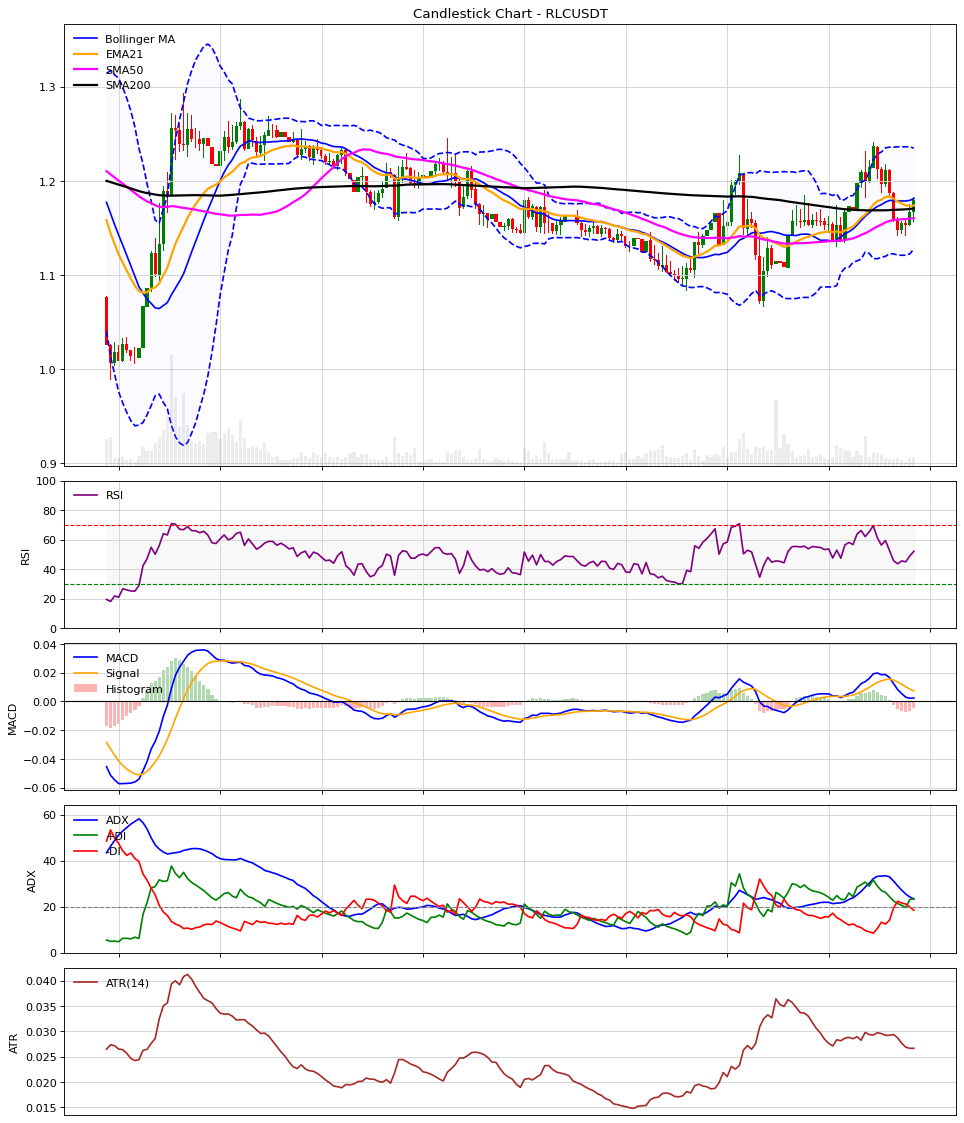 Candlestick Chart - RLCUSDT
Bollinger MA
EMA21
SMA50
SMA200
1.3
1.2
1.1
1.0
0.9
RSI
RSI
100
80
60
40
20
0
MACD
Signal
Histogram
MACD
0.04
0.02
0.00
−0.02
−0.04
−0.06
ADX
+DI
-DI
ADX
60
40
20
0
ATR(14)
ATR
0.040
0.035
0.030
0.025
0.020
0.015